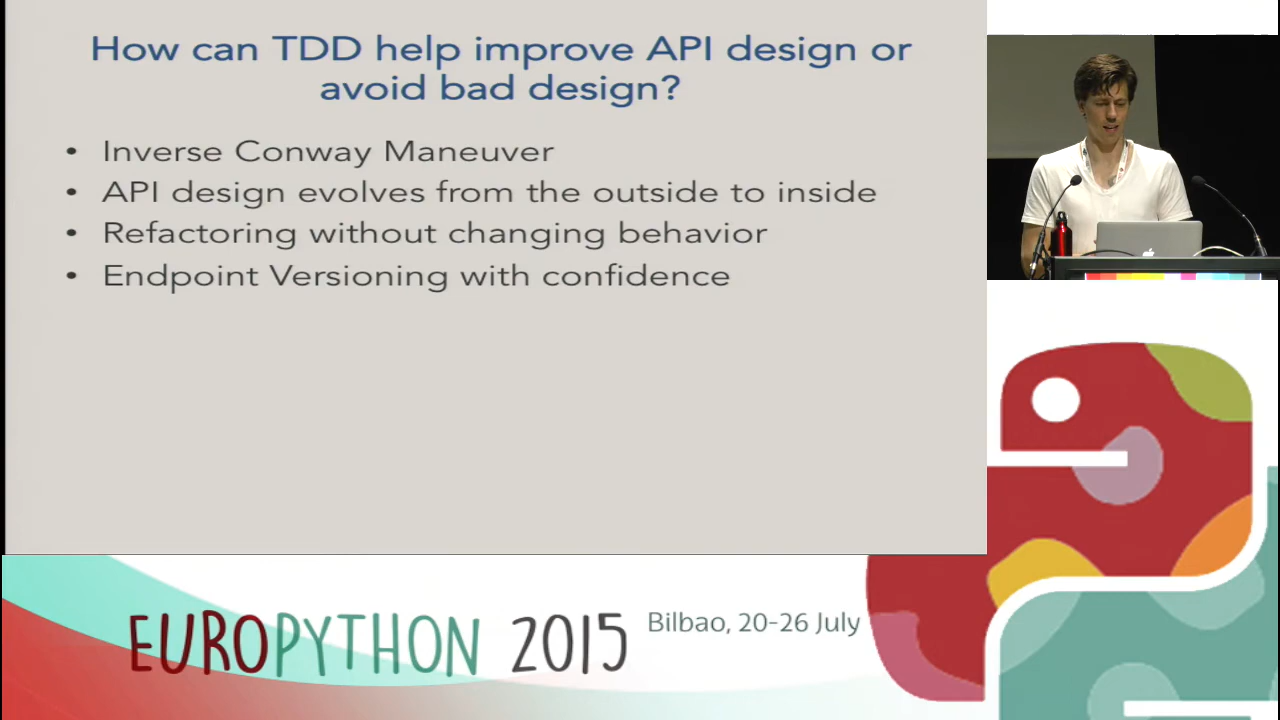 How can TDD help improve API design or
avoid bad design?
• Inverse Conway Maneuver
• API design evolves from the outside to inside
• Refactoring without changing behavior
• Endpoint Versioning with confidence
EUROPYTHON 2015
Bilbao, 20-26 July